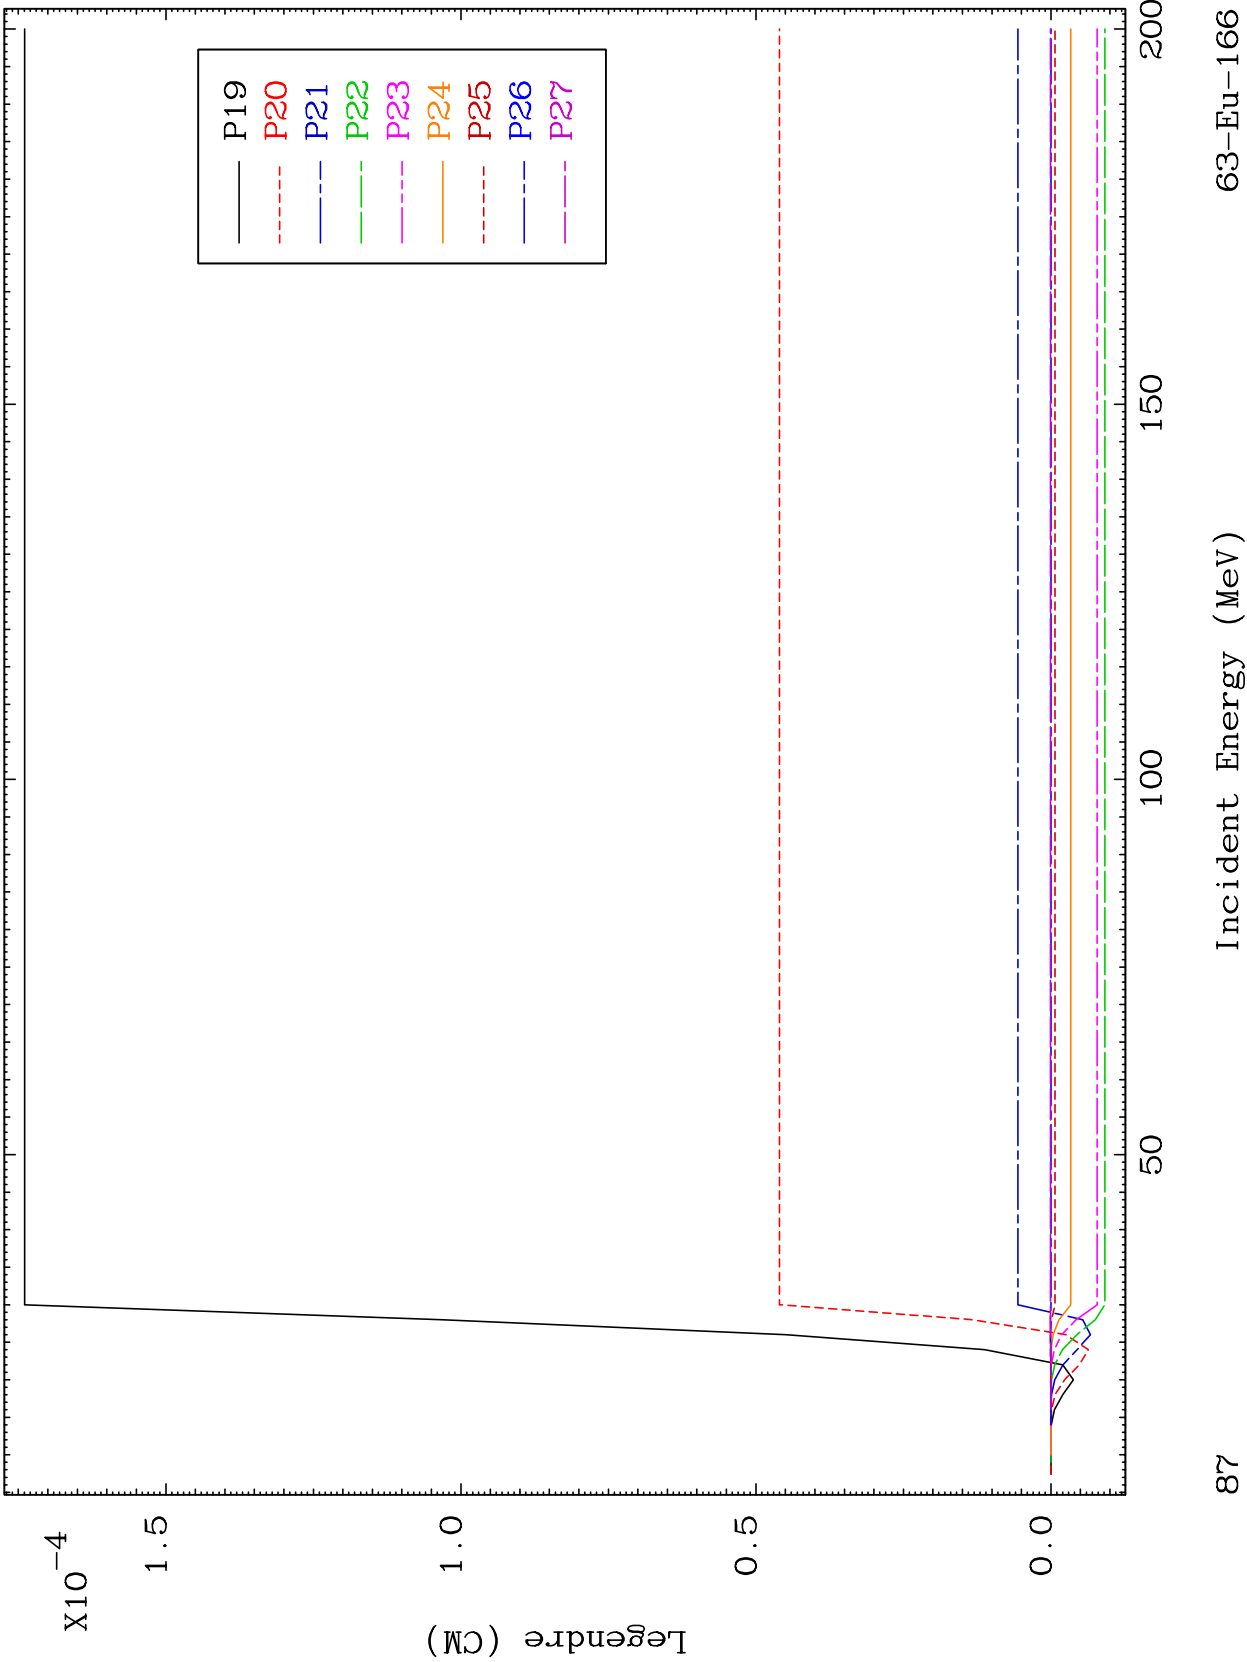 X10-4
1.5
1.0
0.5
0.0
Legendre (CM)
50
100
150
200
Incident Energy (MeV)
87
63-Eu-166
P19
P20
P21
P22
P23
P24
P25
P26
P27